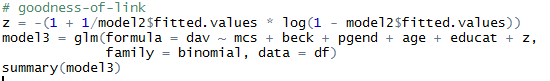 # goodness-of-link
z = -(1 + 1/model2$fitted.values * log(1 - model2$fitted.values))
model3 = glm(formula = dav ~ mcs + beck + pgend + age + educat + z,
family = binomial, data = df)
summary(model3)